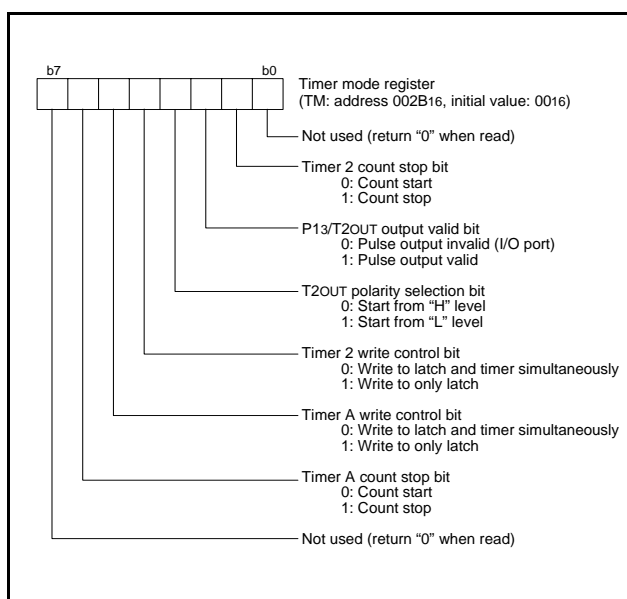 b7 b0
Timer mode register
(TM: address 002B16, initial value: 0016)
Not used (return “0” when read)
Timer 2 count stop bit
0: Count start
1: Count stop
P13/T2OUT output valid bit
0: Pulse output invalid (I/O port)
1: Pulse output valid
T2OUT polarity selection bit
0: Start from “H” level
1: Start from “L” level
Timer 2 write control bit
0: Write to latch and timer simultaneously
1: Write to only latch
Timer A write control bit
0: Write to latch and timer simultaneously
1: Write to only latch
Timer A count stop bit
0: Count start
1: Count stop
Not used (return “0” when read)